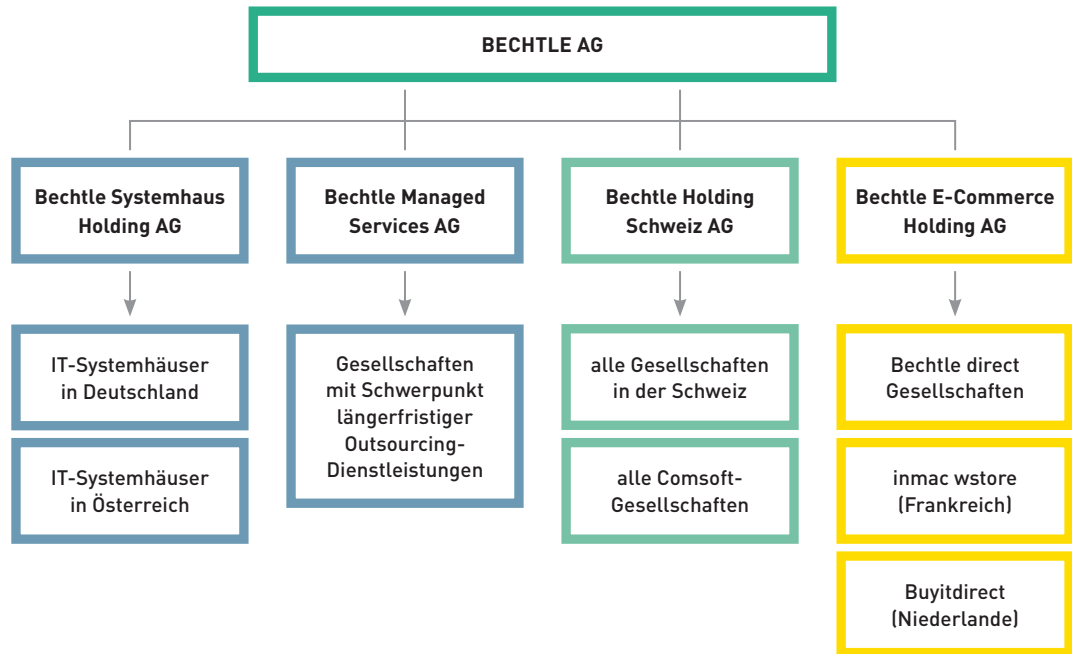 BECHTLE AG
Bechtle Systemhaus
Holding AG
Bechtle Managed
Services AG
Bechtle Holding
Schweiz AG
Bechtle E-Commerce
Holding AG
IT-Systemhäuser
in Deutschland
IT-Systemhäuser
in Österreich
Gesellschaften
mit Schwerpunkt
längerfristiger
Outsourcing-
Dienstleistungen
alle Gesellschaften
in der Schweiz
alle Comsoft-
Gesellschaften
Bechtle direct
Gesellschaften
inmac wstore
(Frankreich)
Buyitdirect
(Niederlande)